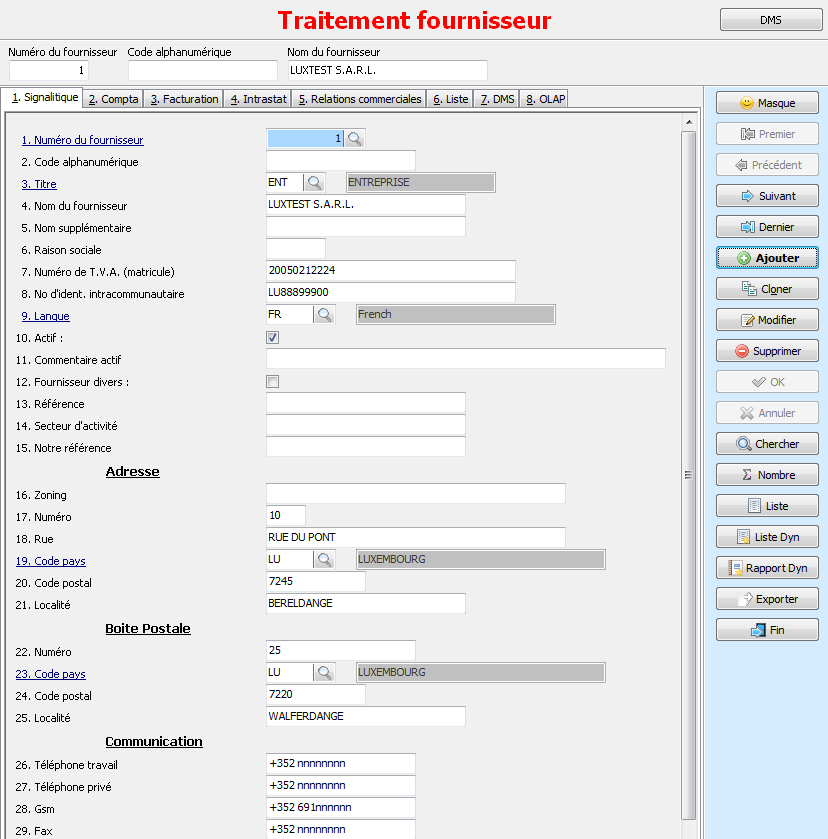 Traitement fournisseur
DMS
Numéro du fournisseur Code alphanumérique Nom du fournisseur
1 LUXTEST S.A.R.L.
1. Signalitique 2. Compta 3. Facturation 4. Intrastat 5. Relations commerciales 6. Liste 7. DMS 8. OLAP
1. Numéro du fournisseur 1
2. Code alphanumérique
3. Titre ENT ENTREPRISE
4. Nom du fournisseur LUXTEST S.A.R.L.
5. Nom supplémentaire
6. Raison sociale
7. Numéro de T.V.A. (matricule) 20050212224
8. No d'ident. intracommunautaire LU88899900
9. Langue FR French
10. Actif :
11. Commentaire actif
12. Fournisseur divers :
13. Référence
14. Secteur d'activité
15. Notre référence
Adresse
16. Zoning
17. Numéro 10
18. Rue RUE DU PONT
19. Code pays LU LUXEMBOURG
20. Code postal 7245
21. Localité BERELDANGE
Boite Postale
22. Numéro 25
23. Code pays LU LUXEMBOURG
24. Code postal 7220
25. Localité WALFERDANGE
Communication
26. Téléphone travail +352 nnnnnnnn
27. Téléphone privé +352 nnnnnnnn
28. Gsm +352 691nnnnnn
29. Fax +352 nnnnnnnn
Masque
Premier
Précédent
Suivant
Dernier
Ajouter
Cloner
Modifier
Supprimer
OK
Annuler
Chercher
Nombre
Liste
Liste Dyn
Rapport Dyn
Exporter
Fin